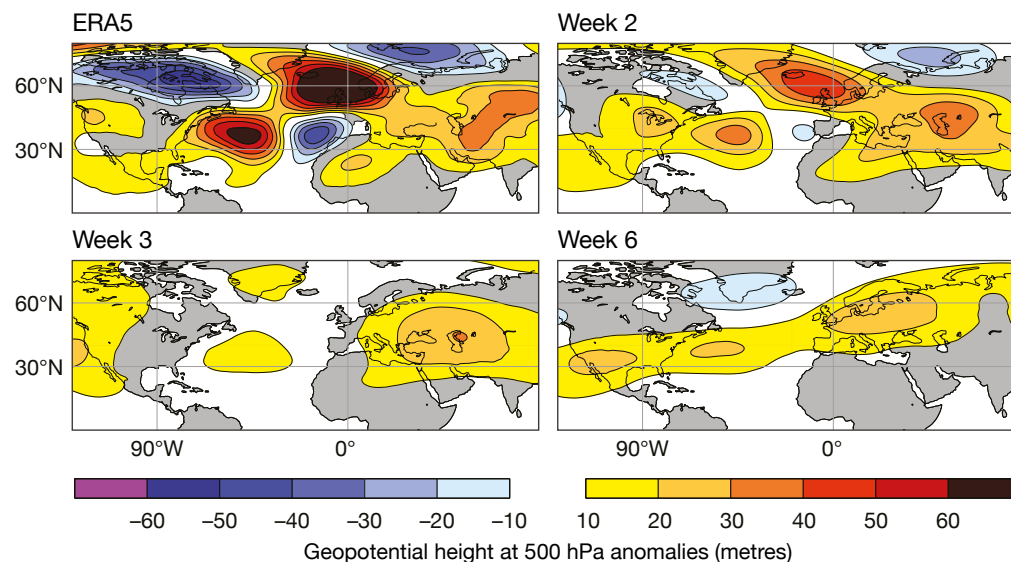 ERA5
Week 2
60°N
30°N
Week 3
Week 6
60°N
30°N
90°W 0° 90°W 0°
–60 –50 –40 –30 –20 –10 10 20 30 40 50 60
Geopotential height at 500 hPa anomalies (metres)